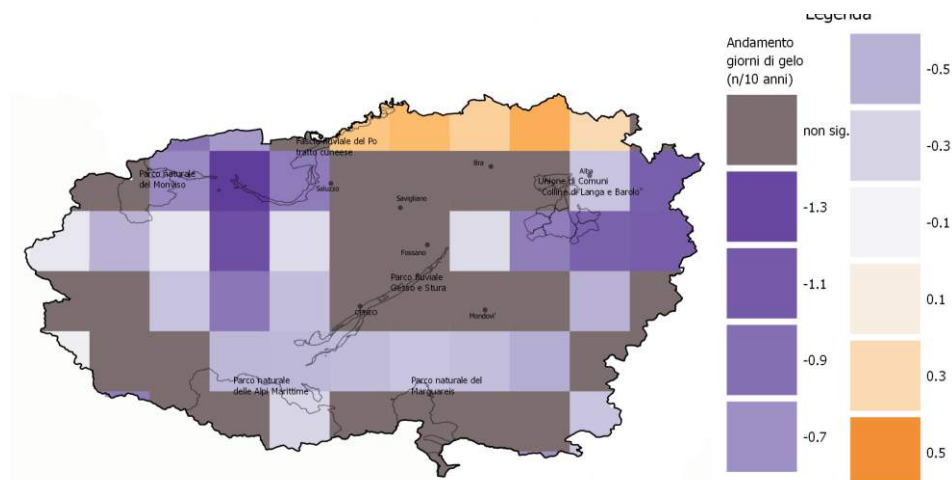 Legenda
Andamento
giorni di gelo
(n/10 anni)
non sig.
-1.3
-1.1
-0.9
-0.7
-0.5
-0.3
-0.1
0.1
0.3
0.5
Fascia fluviale del Po
tratto cuneese
Parco naturale
del Monviso
Saluzzo
Bra
Alba
Unione di Comuni
"Colline di Langa e Barolo"
Savigliano
Fossano
Parco fluviale
Gesso e Stura
CUNEO
Mondovi'
Parco naturale
delle Alpi Marittime
Parco naturale del
Marguareis